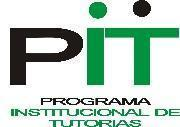 PiT
PROGRAMA
INSTITUCIONAL DE
TUTORIAS